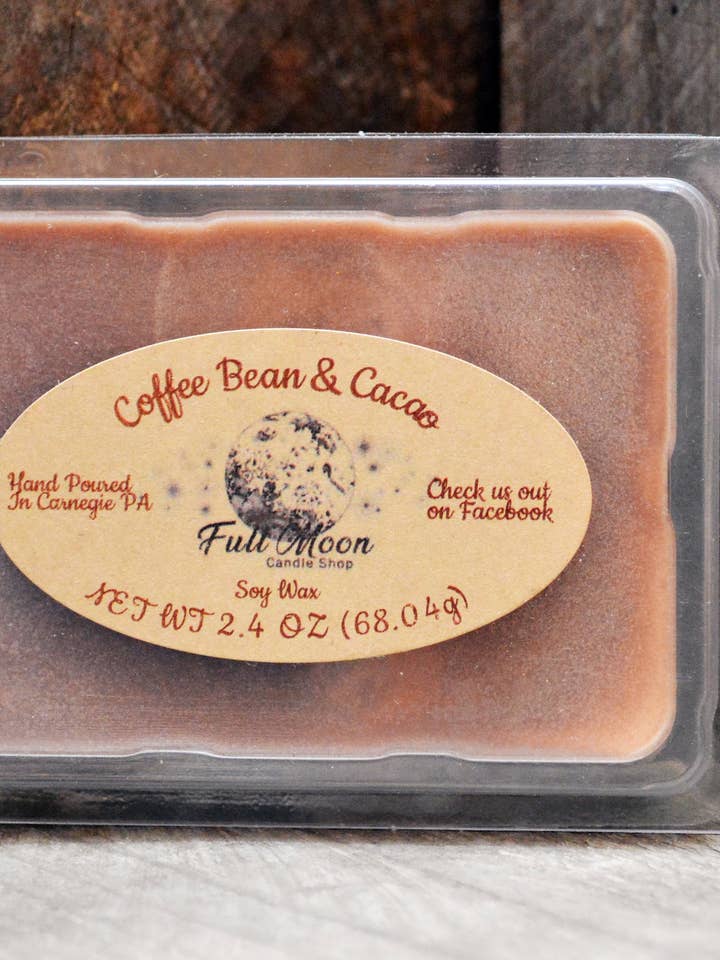 Coffee Bean & Cacao
Hand Poured
In Carnegie PA
Check us out
on Facebook
Full Moon
Candle Shop
Soy Wax
NET WT 2.4 OZ (68.04g)